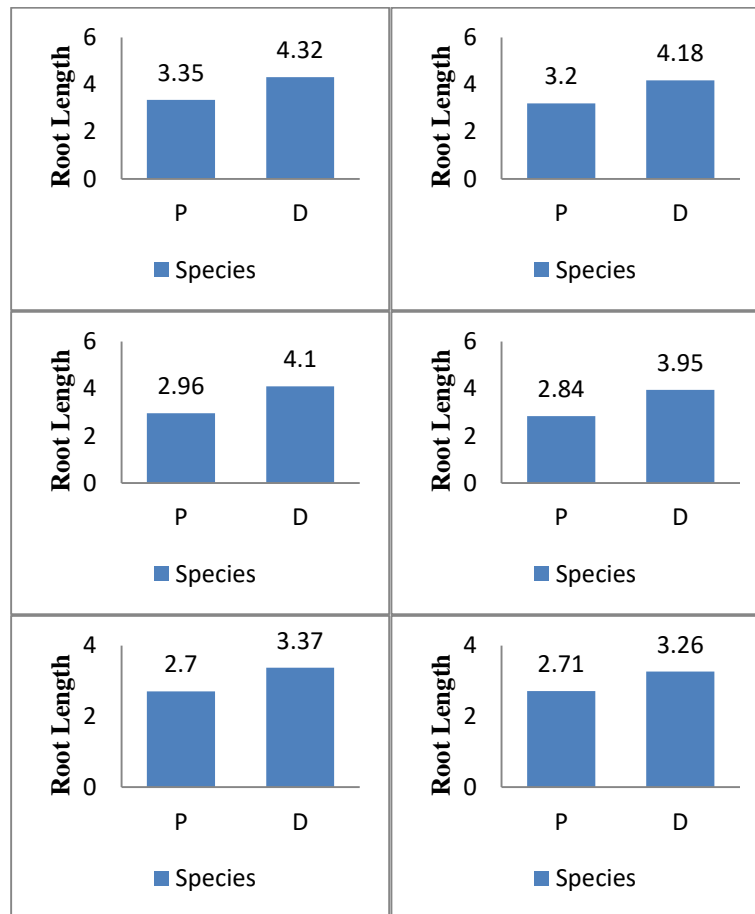 Root Length
6
4
2
0
3.35
4.32
P
D
Species
Root Length
6
4
2
0
3.2
4.18
P
D
Species
Root Length
6
4
2
0
2.96
4.1
P
D
Species
Root Length
6
4
2
0
2.84
3.95
P
D
Species
Root Length
4
2
0
2.7
3.37
P
D
Species
Root Length
4
2
0
2.71
3.26
P
D
Species